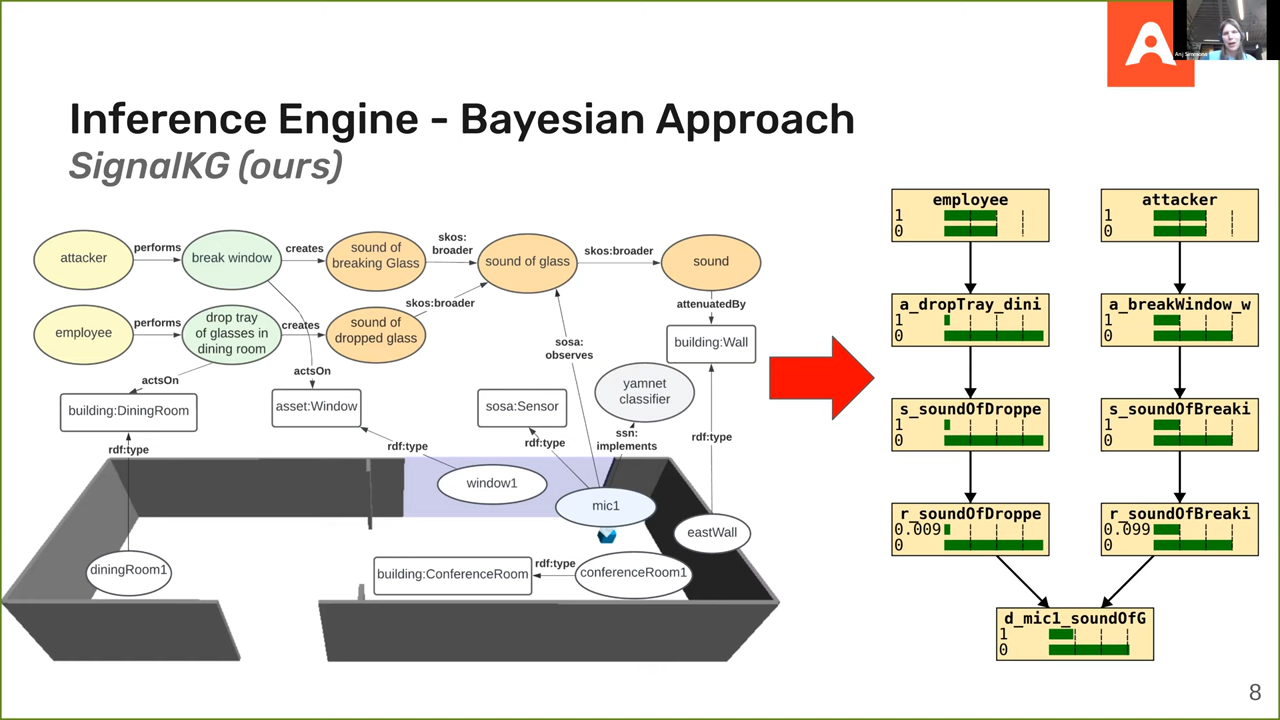 Inference Engine - Bayesian Approach
SignalKG (ours)
attacker
performs
break window
creates
sound of
breaking Glass
skos:
broader
sound of glass
skos:broader
sound
employee
performs
drop tray
of glasses in
dining room
creates
sound of
dropped glass
skos:broader
attenuatedBy
building:Wall
sosa:
observes
actsOn
actsOn
building:DiningRoom
asset:Window
sosa:Sensor
yamnet
classifier
rdf:type
rdf:type
rdf:type
ssn:
implements
rdf:type
window1
mic1
eastWall
diningRoom1
building:ConferenceRoom
rdf:type
conferenceRoom1
employee
1
0
attacker
1
0
a_dropTray_dini
1
0
a_breakWindow_w
1
0
s_soundOfDroppe
1
0
s_soundOfBreaki
1
0
r_soundOfDroppe
0.009
0
r_soundOfBreaki
0.099
0
d_mic1_soundOfG
1
0
8